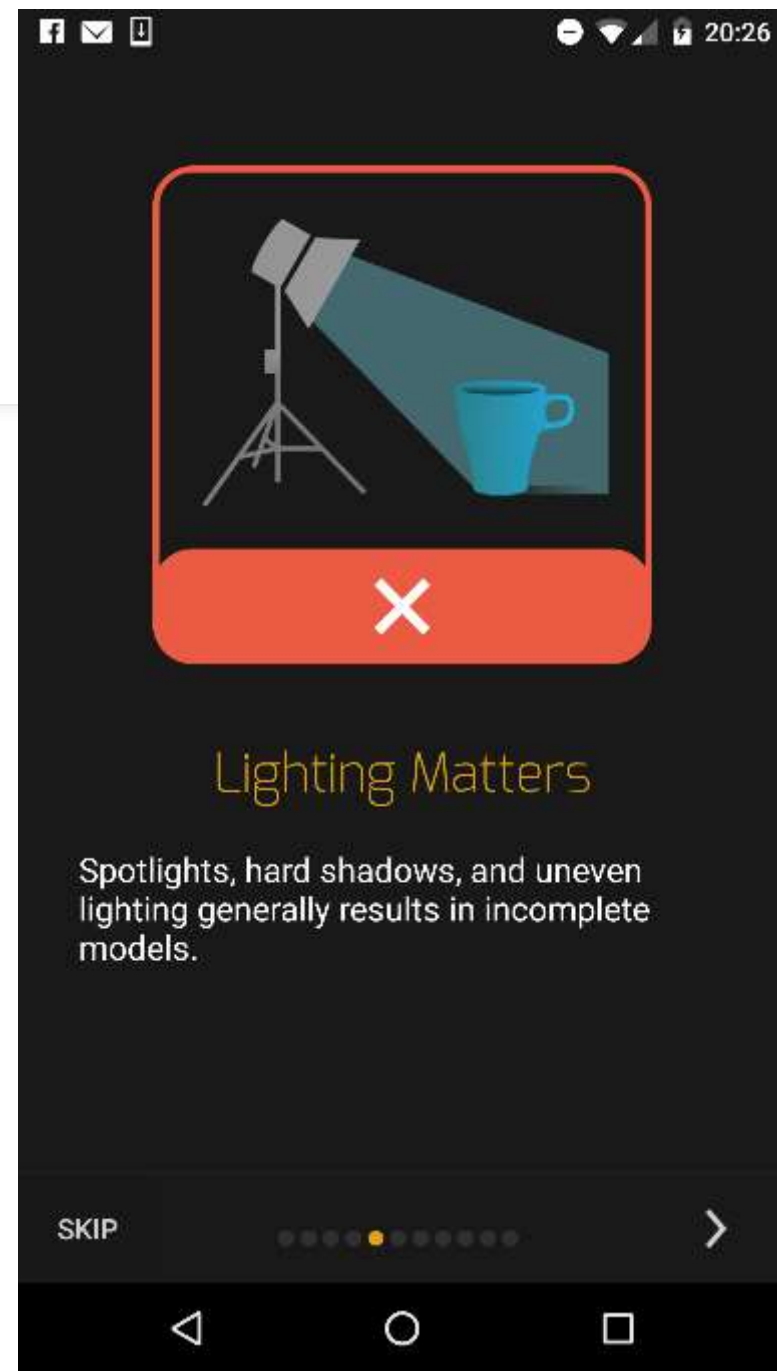 20:26
Lighting Matters
Spotlights, hard shadows, and uneven
lighting generally results in incomplete
models.
SKIP